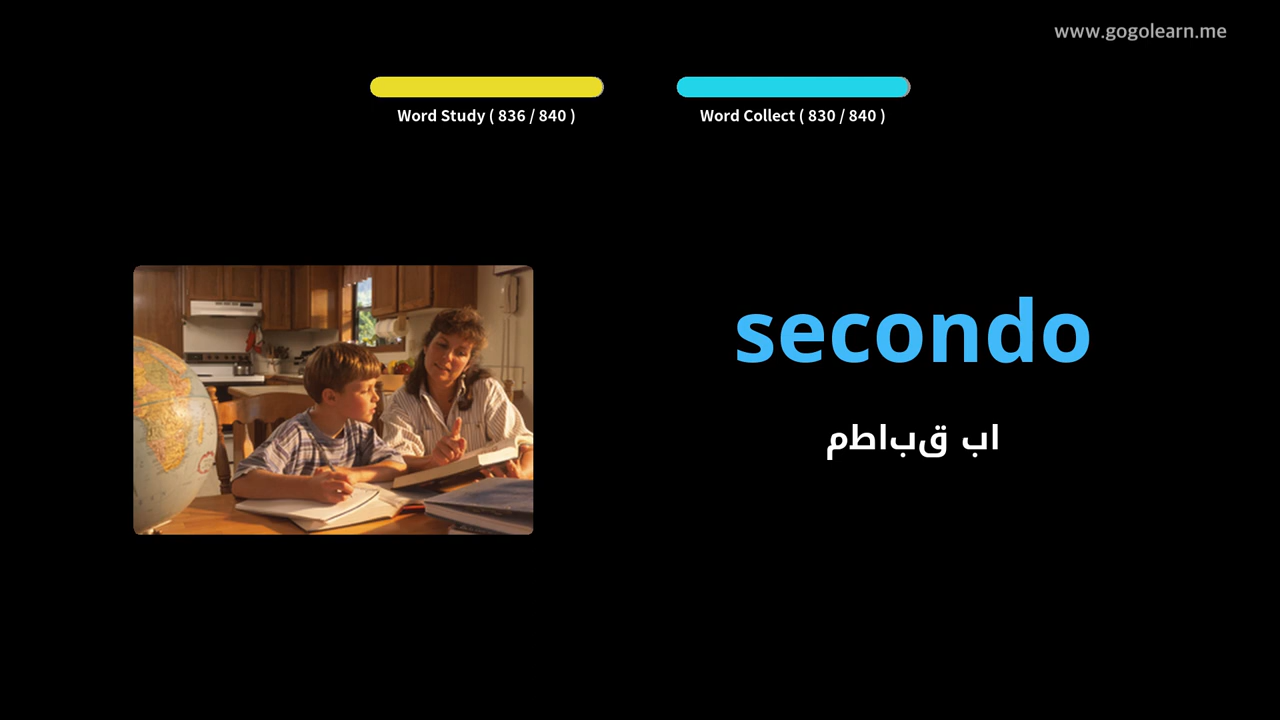 www.gogolearn.me
Word Study ( 836 / 840 )
Word Collect ( 830 / 840 )
secondo
اب قباطم